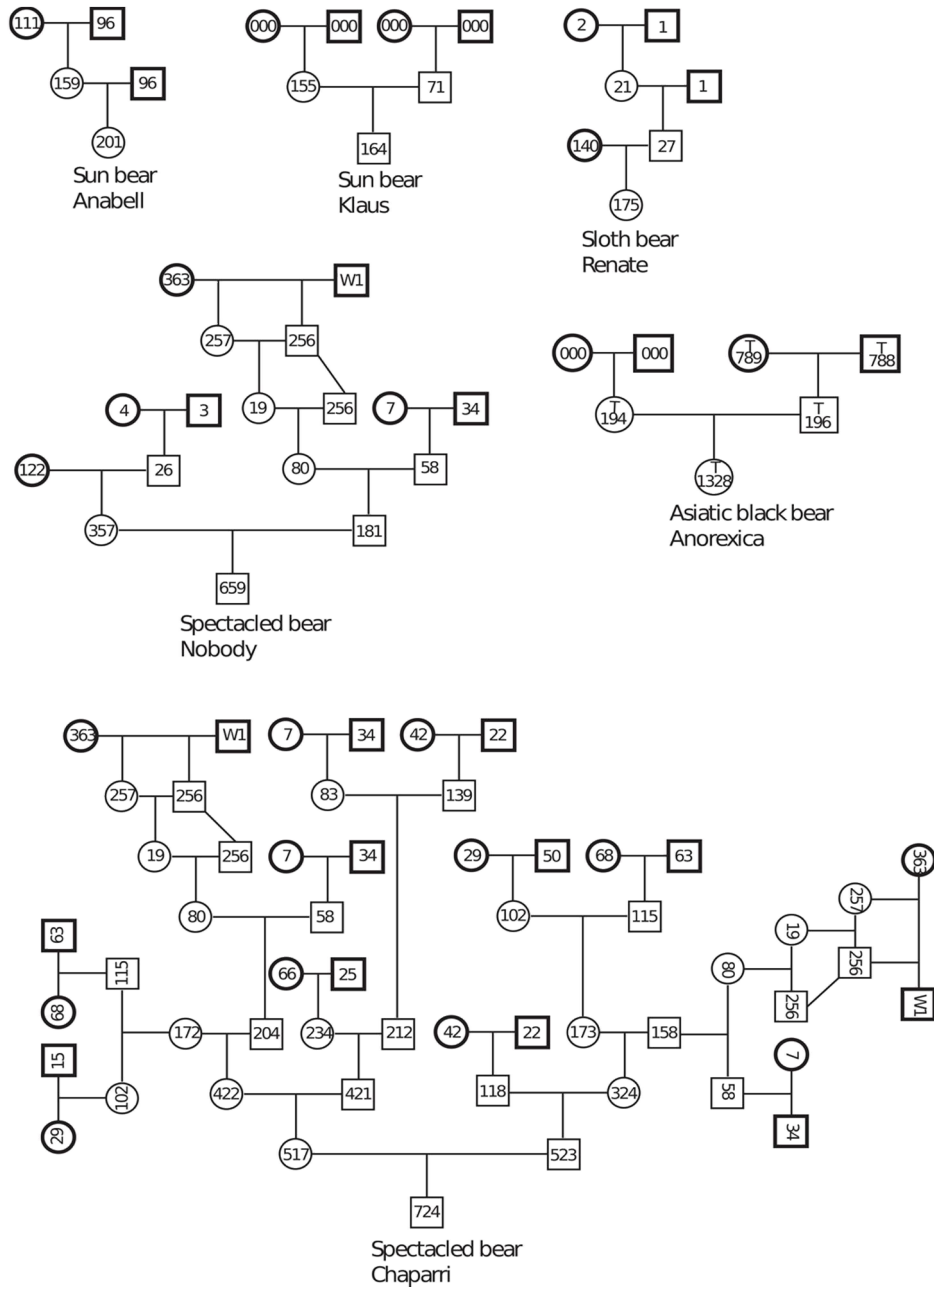 111 96
159 96
201
Sun bear
Anabell
000 000 000 000
155 71
164
Sun bear
Klaus
2 1
21 1
140 27
175
Sloth bear
Renate
363 W1
257 256
19 256 7 34
4 3
122 26 80 58
357 181
659
Spectacled bear
Nobody
000 000 T 789 T 788
T 194 T 196
T 1328
Asiatic black bear
Anorexica
363 W1 7 34 42 22
257 256 83 139
19 256 7 34 29 50 68 63 363
80 58 102 115 257
63 115 66 25 80 19 256
68 172 204 234 212 42 22 173 158 256 W1
15 102 422 421 118 324 58 7
29 517 523 34
724
Spectacled bear
Chaparri